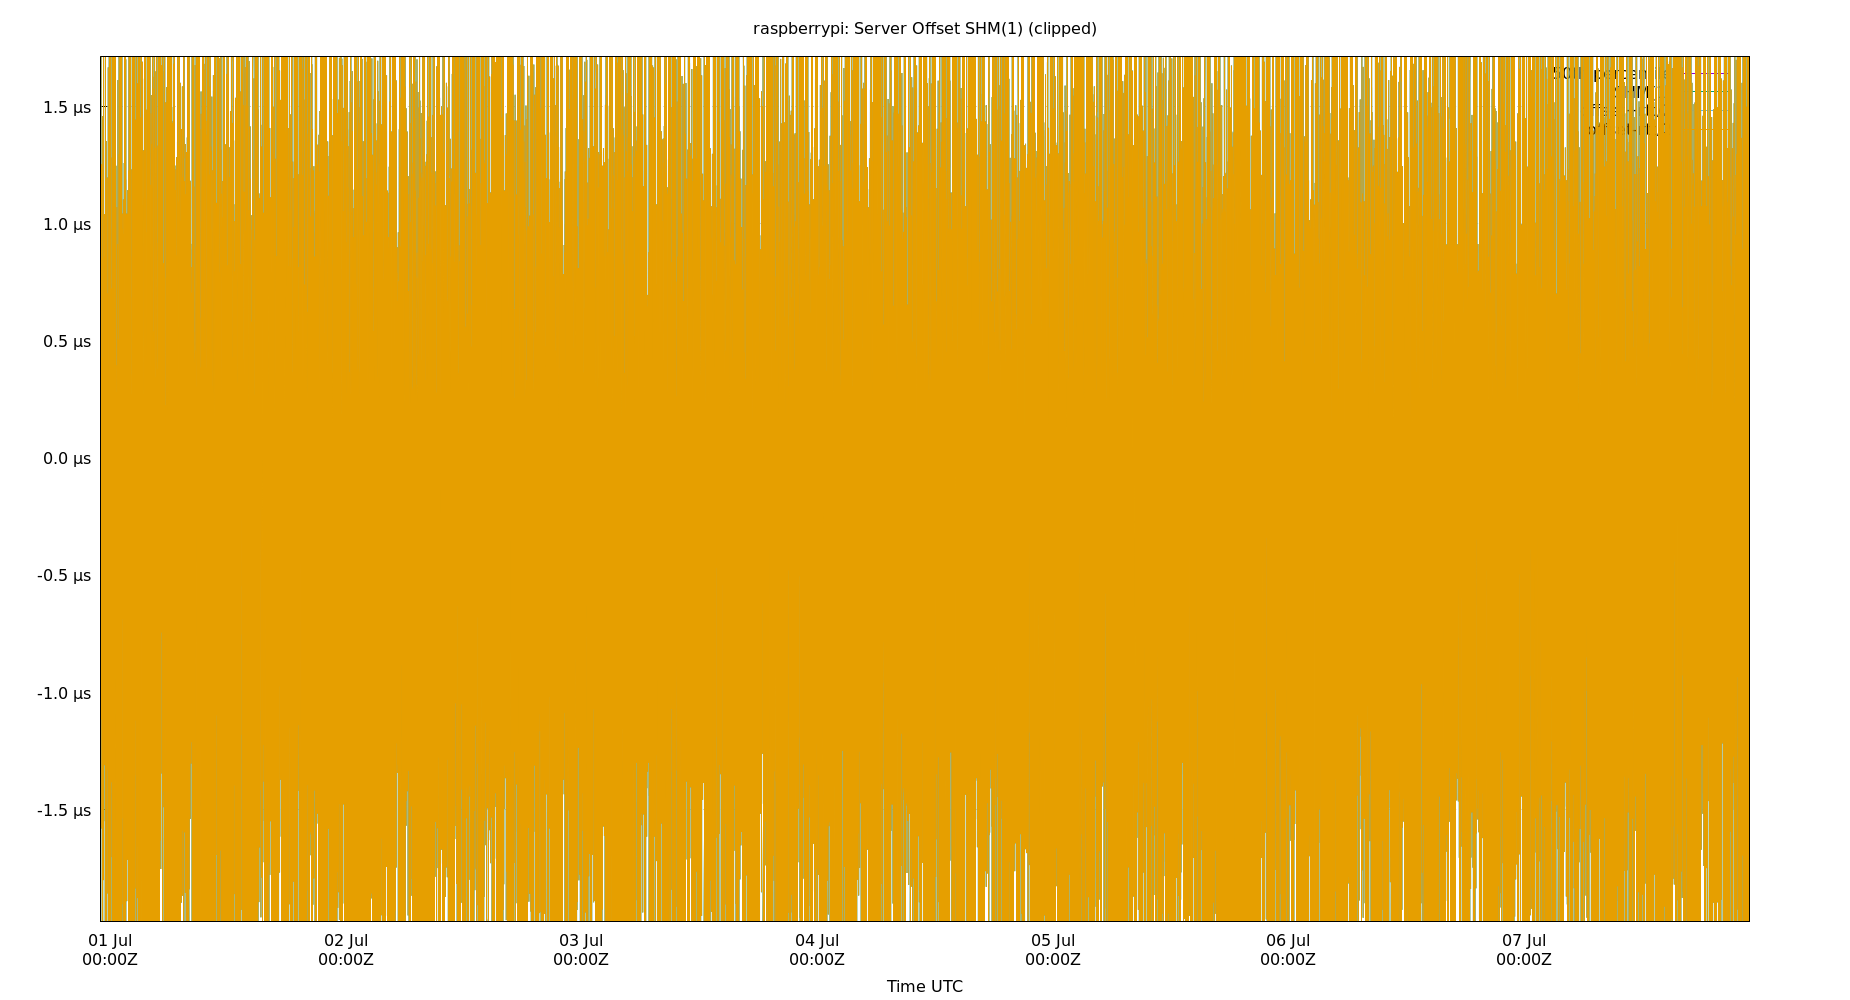 raspberrypi: Server Offset SHM(1) (clipped)
1.5 µs
1.0 µs
0.5 µs
0.0 µs
-0.5 µs
-1.0 µs
-1.5 µs
01 Jul 02 Jul 03 Jul 04 Jul 05 Jul 06 Jul 07 Jul
00:00Z 00:00Z 00:00Z 00:00Z 00:00Z 00:00Z 00:00Z
Time UTC